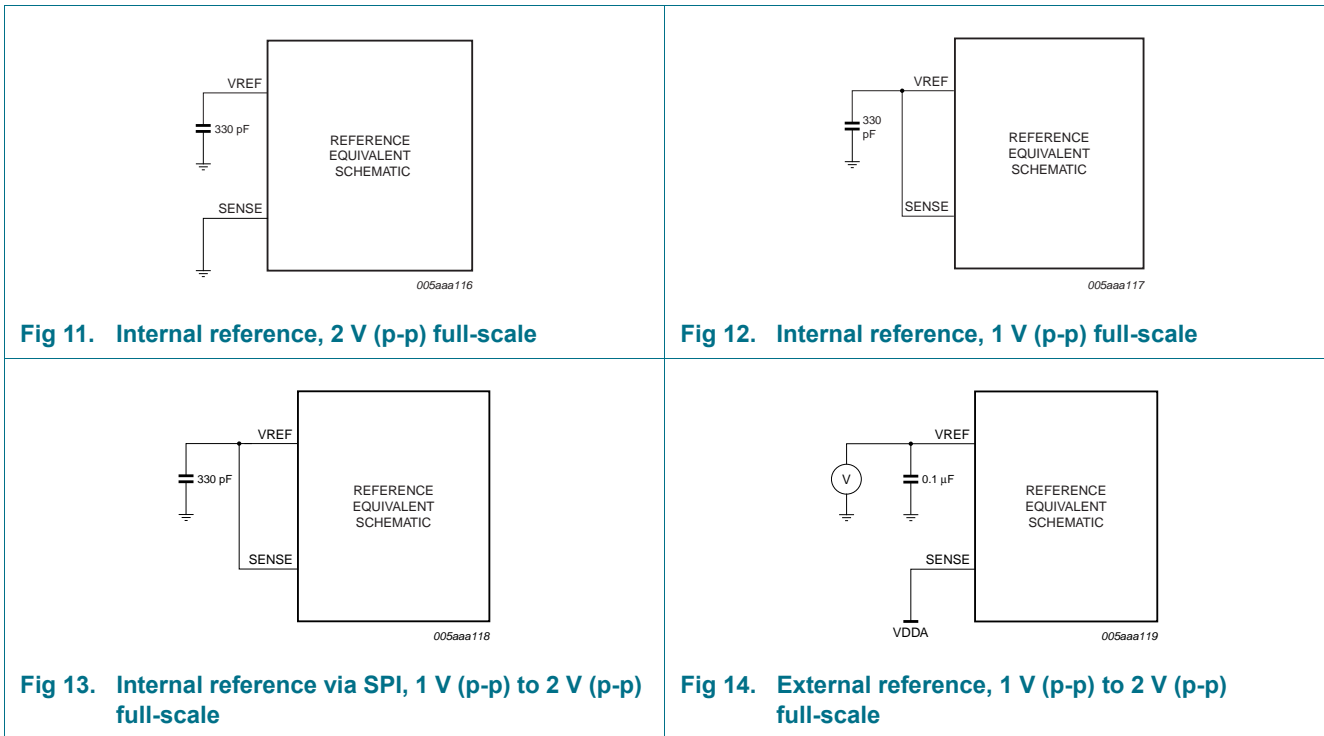 VREF
330 pF
REFERENCE
EQUIVALENT
SCHEMATIC
SENSE
005aaa116
Fig 11. Internal reference, 2 V (p-p) full-scale
VREF
330
pF
REFERENCE
EQUIVALENT
SCHEMATIC
SENSE
005aaa117
Fig 12. Internal reference, 1 V (p-p) full-scale
VREF
330 pF
REFERENCE
EQUIVALENT
SCHEMATIC
SENSE
005aaa118
Fig 13. Internal reference via SPI, 1 V (p-p) to 2 V (p-p)
full-scale
VREF
V
0.1 μF
REFERENCE
EQUIVALENT
SCHEMATIC
SENSE
VDDA
005aaa119
Fig 14. External reference, 1 V (p-p) to 2 V (p-p)
full-scale